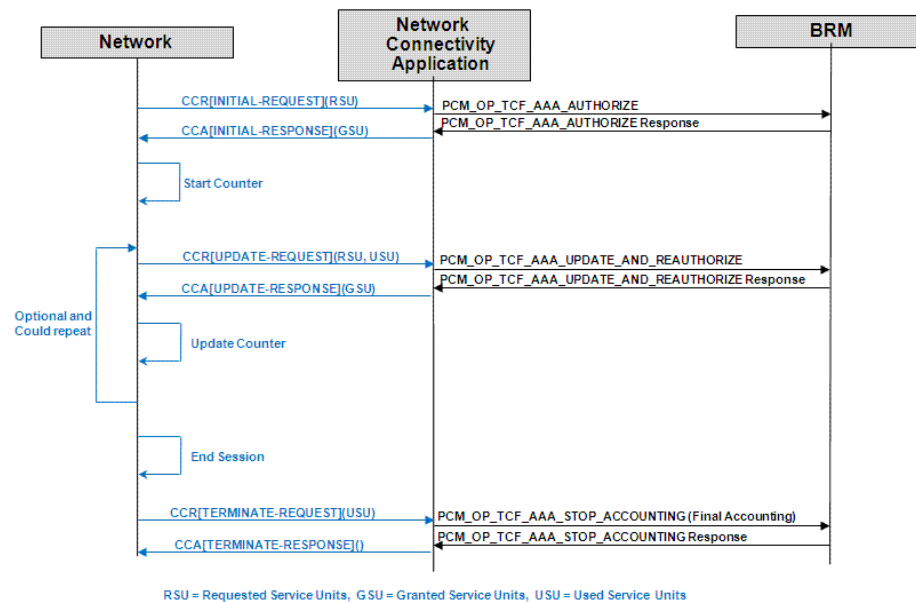 Network
Network
Connectivity
Application
BRM
CCR[INITIAL-REQUEST](RSU)
PCM_OP_TCF_AAA_AUTHORIZE
CCA[INITIAL-RESPONSE](GSU)
PCM_OP_TCF_AAA_AUTHORIZE Response
Start Counter
CCR[UPDATE-REQUEST](RSU, USU)
PCM_OP_TCF_AAA_UPDATE_AND_REAUTHORIZE
CCA[UPDATE-RESPONSE](GSU)
PCM_OP_TCF_AAA_UPDATE_AND_REAUTHORIZE Response
Optional and
Could repeat
Update Counter
End Session
CCR[TERMINATE-REQUEST](USU)
PCM_OP_TCF_AAA_STOP_ACCOUNTING (Final Accounting)
CCA[TERMINATE-RESPONSE]()
PCM_OP_TCF_AAA_STOP_ACCOUNTING Response
RSU = Requested Service Units, GSU = Granted Service Units, USU = Used Service Units